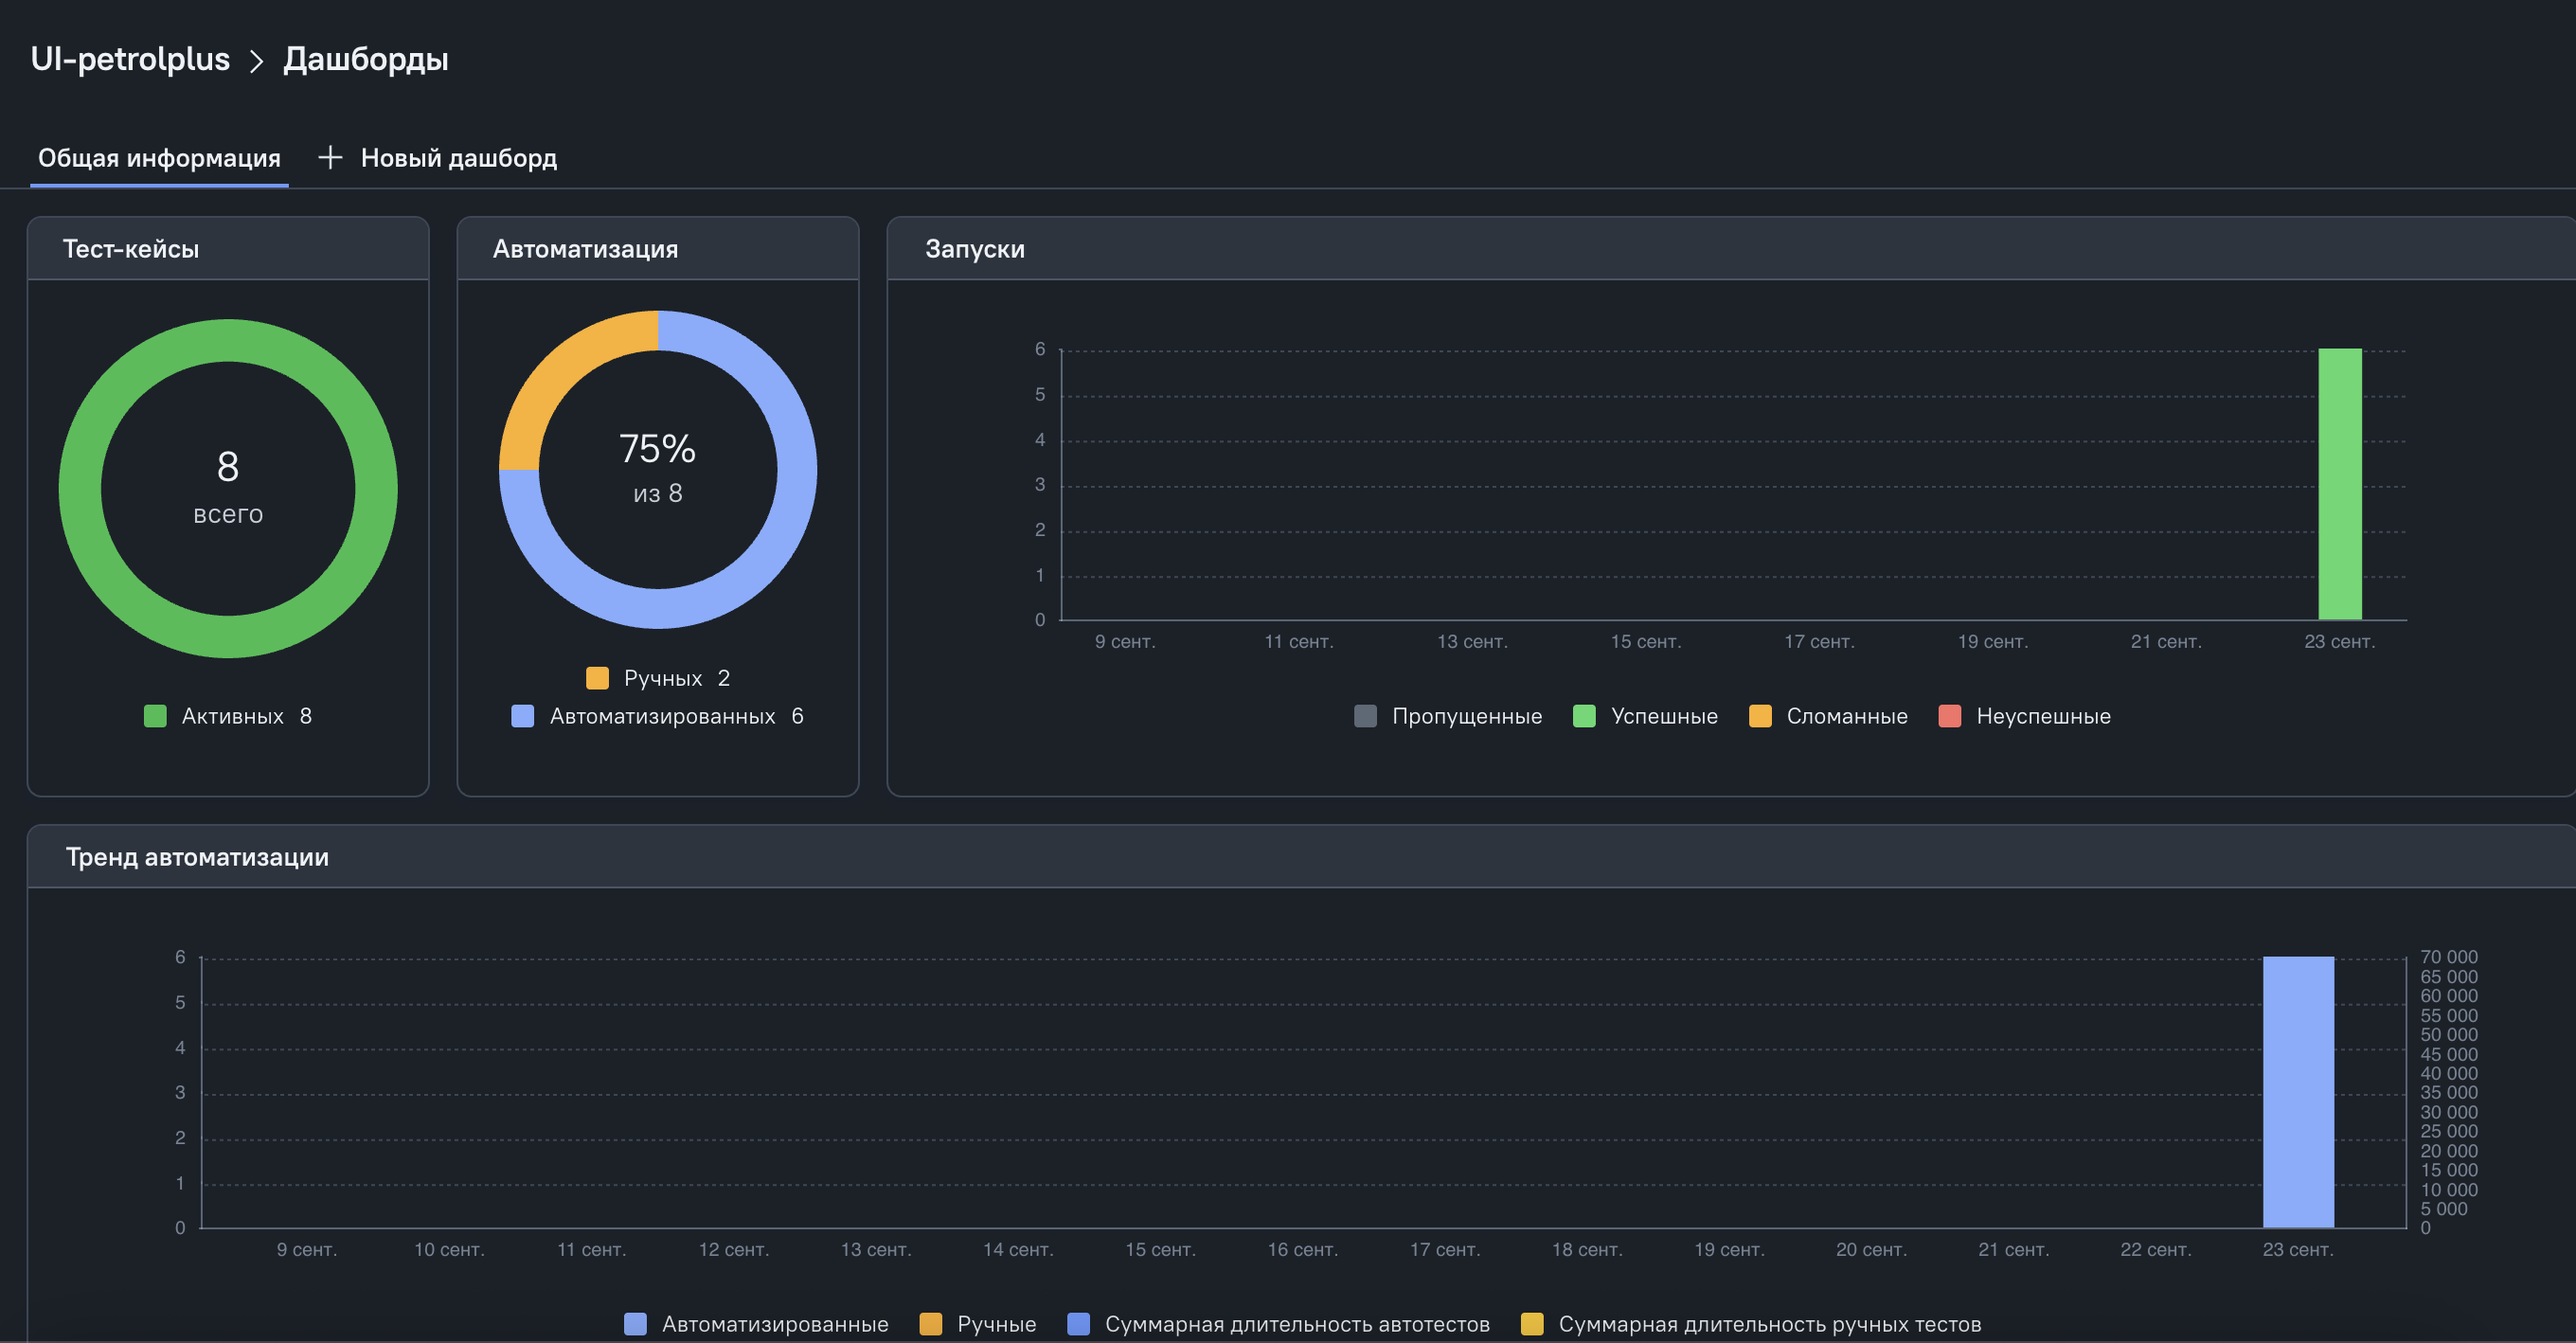 UI-petrolplus > Дашборды
Общая информация + Новый дашборд
Тест-кейсы
8
всего
Активных 8
Автоматизация
75%
из 8
Ручных 2
Автоматизированных 6
Запуски
6
5
4
3
2
1
0
9 сент. 11 сент. 13 сент. 15 сент. 17 сент. 19 сент. 21 сент. 23 сент.
Пропущенные Успешные Сломанные Неуспешные
Тренд автоматизации
6
5
4
3
2
1
0
70 000
65 000
60 000
55 000
50 000
45 000
40 000
35 000
30 000
25 000
20 000
15 000
10 000
5 000
0
9 сент. 10 сент. 11 сент. 12 сент. 13 сент. 14 сент. 15 сент. 16 сент. 17 сент. 18 сент. 19 сент. 20 сент. 21 сент. 22 сент. 23 сент.
Автоматизированные Ручные Суммарная длительность автотестов Суммарная длительность ручных тестов